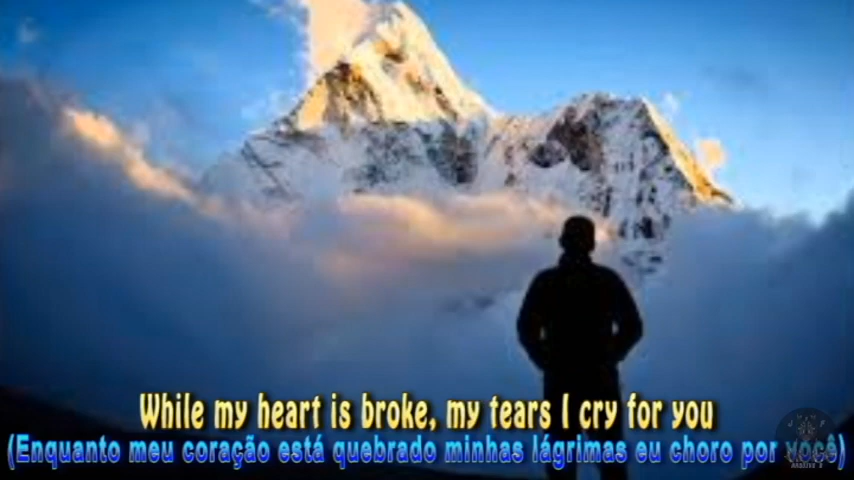 While my heart is broke, my tears I cry for you
(Enquanto meu coração está quebrado minhas lágrimas eu choro por você)